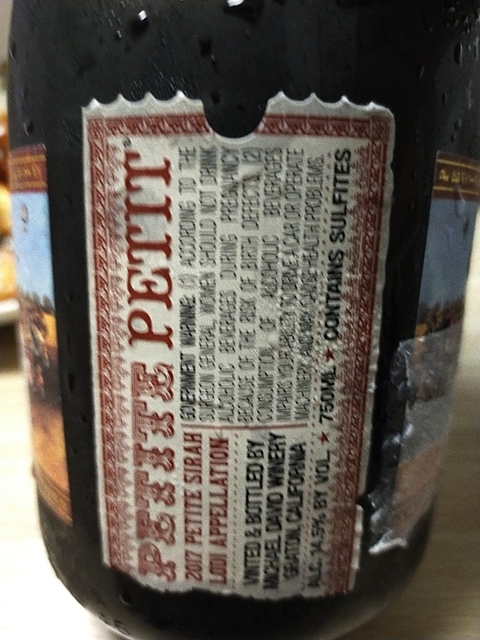 PETITE PETIT
2017 PETITE SIRAH
LODI APPELLATION
VINTED & BOTTLED BY
MICHAEL DAVID WINERY
GRATON, CALIFORNIA
ALC. 14.5% BY VOL. ★ 750ML ★ CONTAINS SULFITES
GOVERNMENT WARNING: (1) ACCORDING TO THE
SURGEON GENERAL, WOMEN SHOULD NOT DRINK
ALCOHOLIC BEVERAGES DURING PREGNANCY
BECAUSE OF THE RISK OF BIRTH DEFECTS. (2)
CONSUMPTION OF ALCOHOLIC BEVERAGES
IMPAIRS YOUR ABILITY TO DRIVE A CAR OR OPERATE
MACHINERY, AND MAY CAUSE HEALTH PROBLEMS.